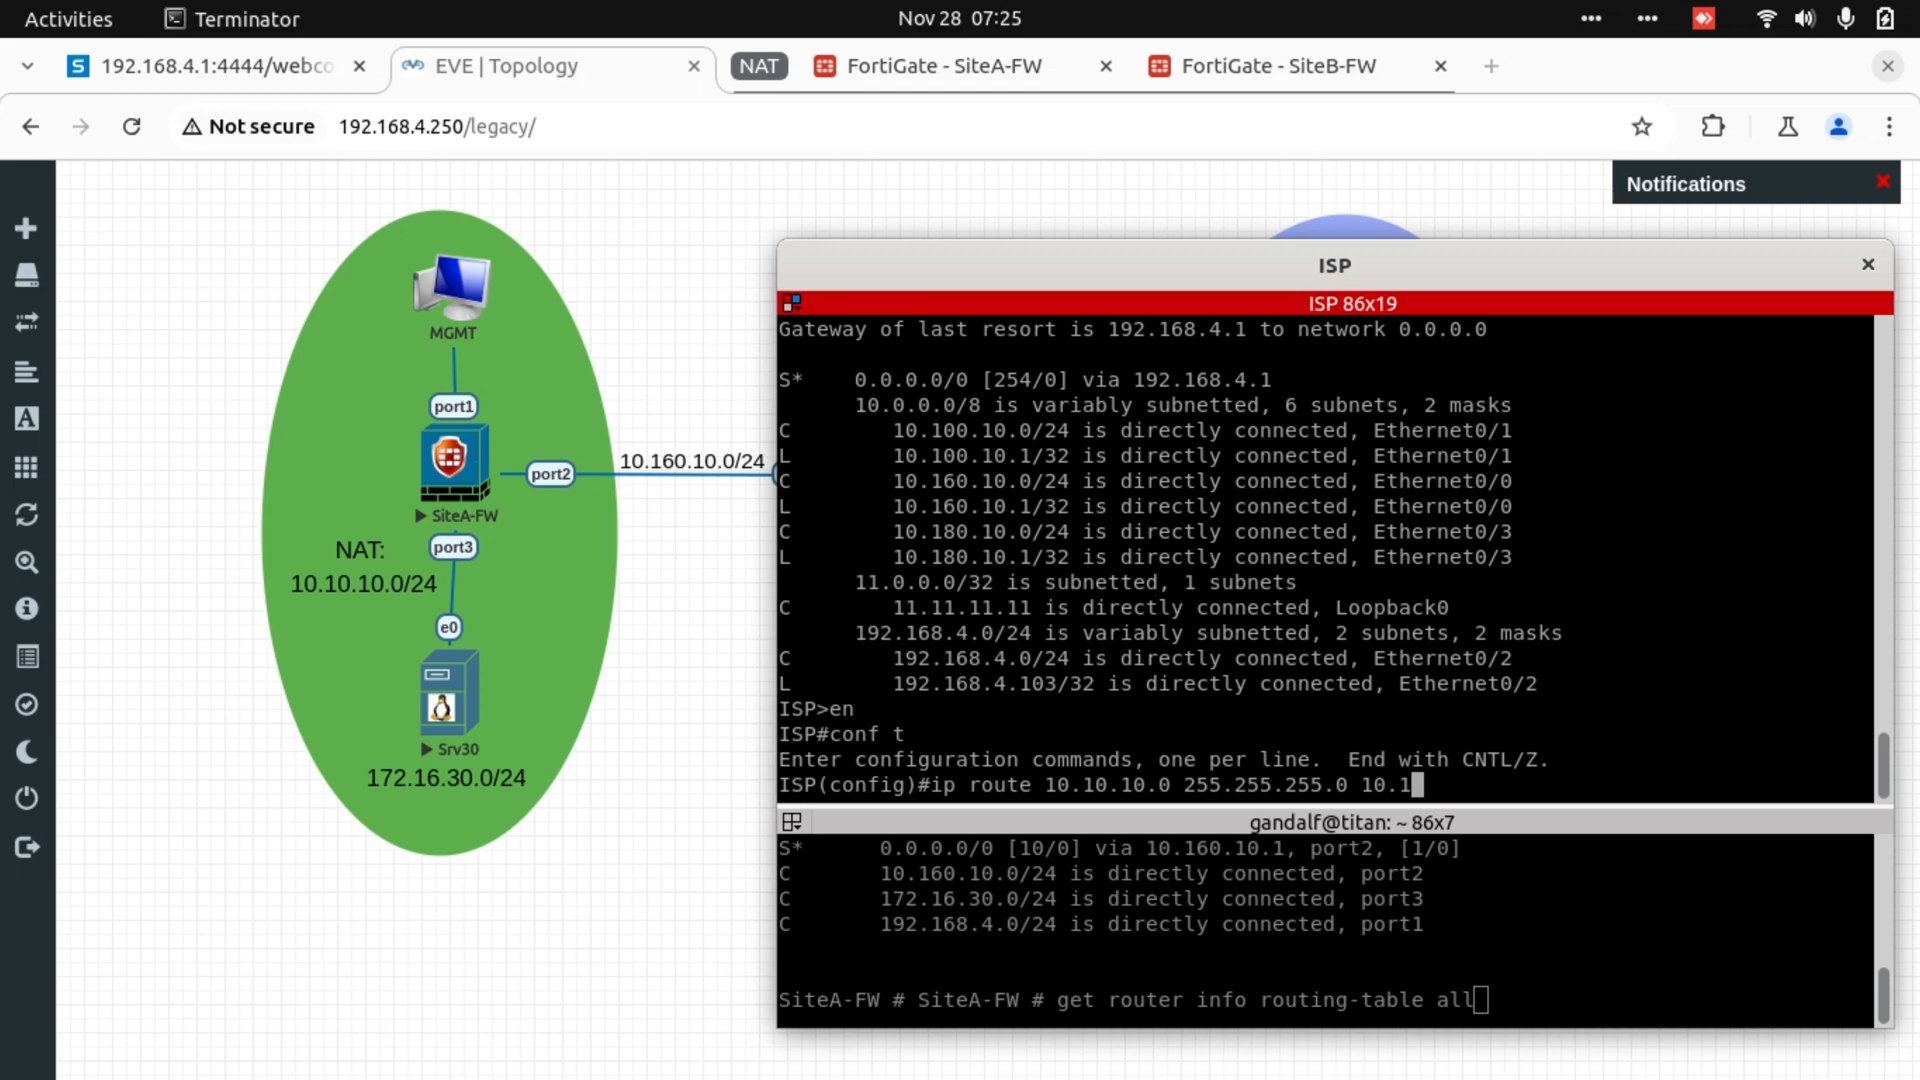 Activities
Terminator
Nov 28 07:25
192.168.4.1:4444/webco
EVE | Topology
NAT
FortiGate - SiteA-FW
FortiGate - SiteB-FW
Not secure
192.168.4.250/legacy/
Notifications
MGMT
port1
SiteA-FW
port2
10.160.10.0/24
NAT:
10.10.10.0/24
port3
e0
Srv30
172.16.30.0/24
ISP
ISP 86x19
Gateway of last resort is 192.168.4.1 to network 0.0.0.0
S* 0.0.0.0/0 [254/0] via 192.168.4.1
10.0.0.0/8 is variably subnetted, 6 subnets, 2 masks
C 10.100.10.0/24 is directly connected, Ethernet0/1
L 10.100.10.1/32 is directly connected, Ethernet0/1
C 10.160.10.0/24 is directly connected, Ethernet0/0
L 10.160.10.1/32 is directly connected, Ethernet0/0
C 10.180.10.0/24 is directly connected, Ethernet0/3
L 10.180.10.1/32 is directly connected, Ethernet0/3
11.0.0.0/32 is subnetted, 1 subnets
C 11.11.11.11 is directly connected, Loopback0
192.168.4.0/24 is variably subnetted, 2 subnets, 2 masks
C 192.168.4.0/24 is directly connected, Ethernet0/2
L 192.168.4.103/32 is directly connected, Ethernet0/2
ISP>en
ISP#conf t
Enter configuration commands, one per line. End with CNTL/Z.
ISP(config)#ip route 10.10.10.0 255.255.255.0 10.1
gandalf@titan: ~ 86x7
S* 0.0.0.0/0 [10/0] via 10.160.10.1, port2, [1/0]
C 10.160.10.0/24 is directly connected, port2
C 172.16.30.0/24 is directly connected, port3
C 192.168.4.0/24 is directly connected, port1
SiteA-FW # SiteA-FW # get router info routing-table all